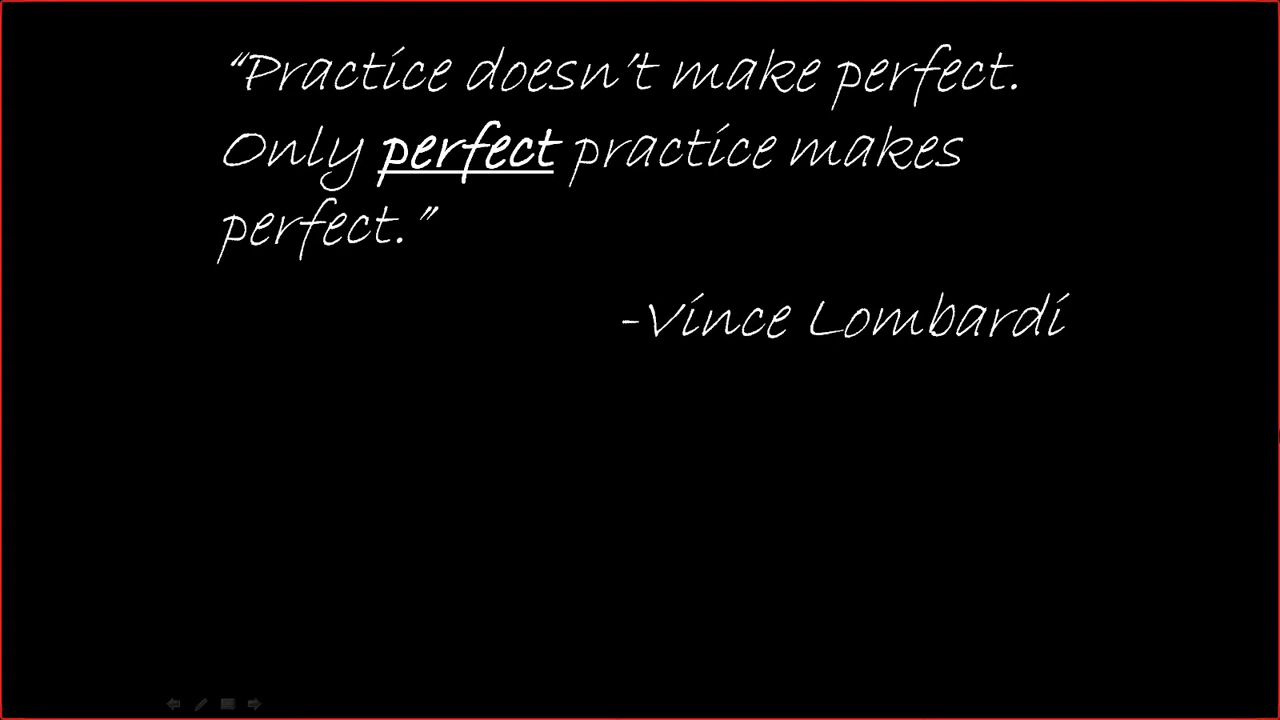 “Practice doesn’t make perfect.
Only perfect practice makes
perfect.”
-Vince Lombardi